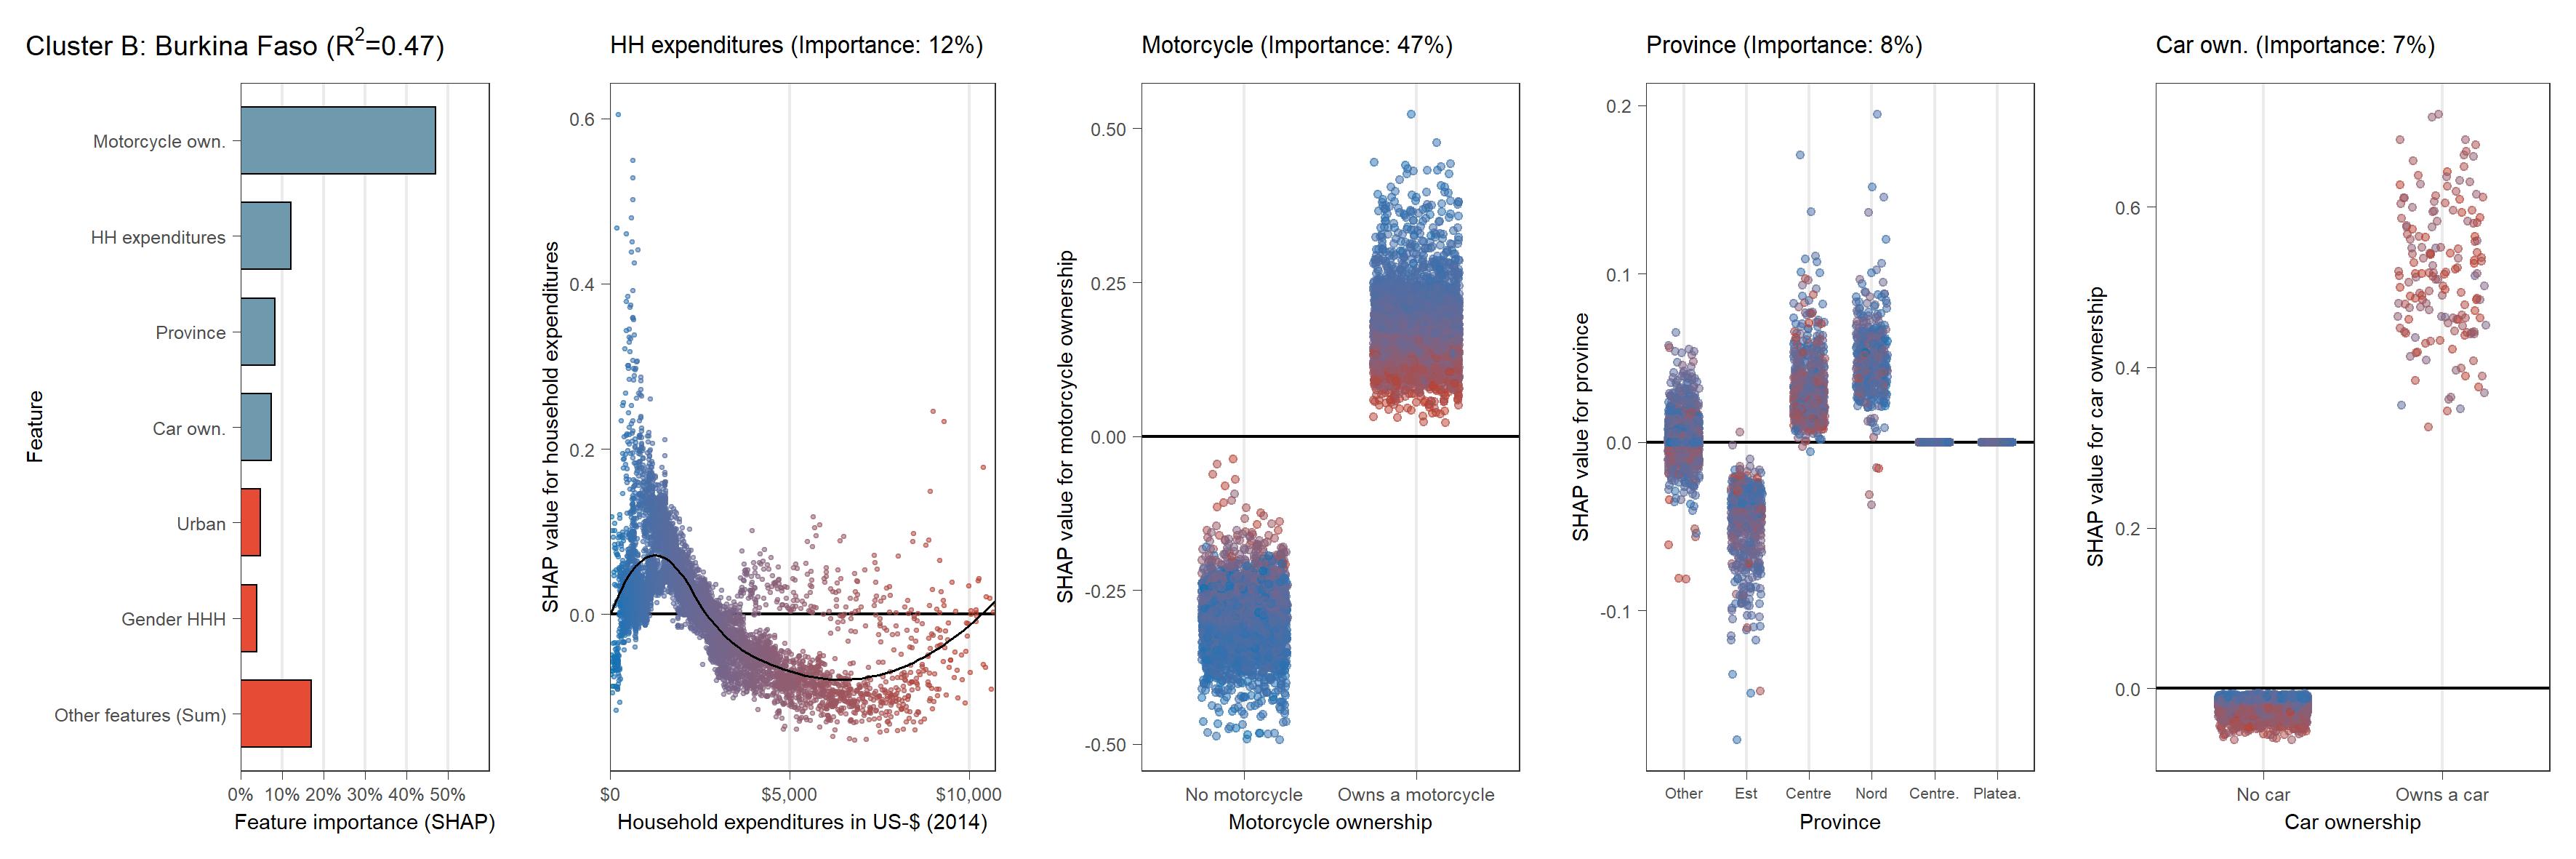 Cluster B: Burkina Faso (R²=0.47)
Feature
Motorcycle own.
HH expenditures
Province
Car own.
Urban
Gender HHH
Other features (Sum)
0% 10% 20% 30% 40% 50%
Feature importance (SHAP)
HH expenditures (Importance: 12%)
SHAP value for household expenditures
0.6
0.4
0.2
0.0
$0 $5,000 $10,000
Household expenditures in US-$ (2014)
Motorcycle (Importance: 47%)
SHAP value for motorcycle ownership
0.50
0.25
0.00
-0.25
-0.50
No motorcycle Owns a motorcycle
Motorcycle ownership
Province (Importance: 8%)
SHAP value for province
0.2
0.1
0.0
-0.1
Other Est Centre Nord Centre. Platea.
Province
Car own. (Importance: 7%)
SHAP value for car ownership
0.6
0.4
0.2
0.0
No car Owns a car
Car ownership